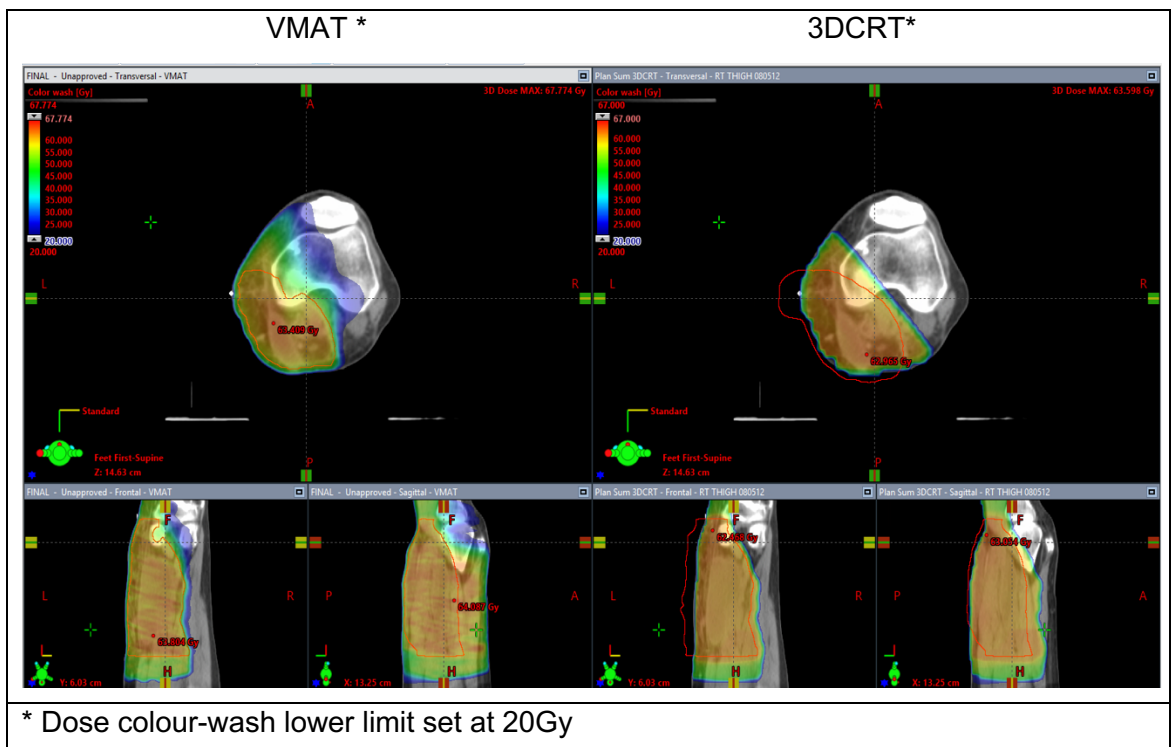 VMAT *
3DCRT*
FINAL - Unapproved - Transversal - VMAT
Color wash [Gy]
67.774
67.774
60.000
55.000
50.000
45.000
40.000
35.000
30.000
25.000
20.000
20.000
3D Dose MAX: 67.774 Gy
A
L
R
63.409 Gy
Standard
Feet First-Supine
Z: 14.63 cm
P
Plan Sum 3DCRT - Transversal - RT THIGH 080512
Color wash [Gy]
67.000
67.000
60.000
55.000
50.000
45.000
40.000
35.000
30.000
25.000
20.000
20.000
3D Dose MAX: 63.598 Gy
A
L
R
Standard
Feet First-Supine
Z: 14.63 cm
P
FINAL - Unapproved - Frontal - VMAT
F
L
R
H
Y: 6.03 cm
FINAL - Unapproved - Sagittal - VMAT
F
P
A
H
X: 13.25 cm
Plan Sum 3DCRT - Frontal - RT THIGH 080512
F
L
R
H
Y: 6.03 cm
Plan Sum 3DCRT - Sagittal - RT THIGH 080512
F
P
A
H
X: 13.25 cm
* Dose colour-wash lower limit set at 20Gy